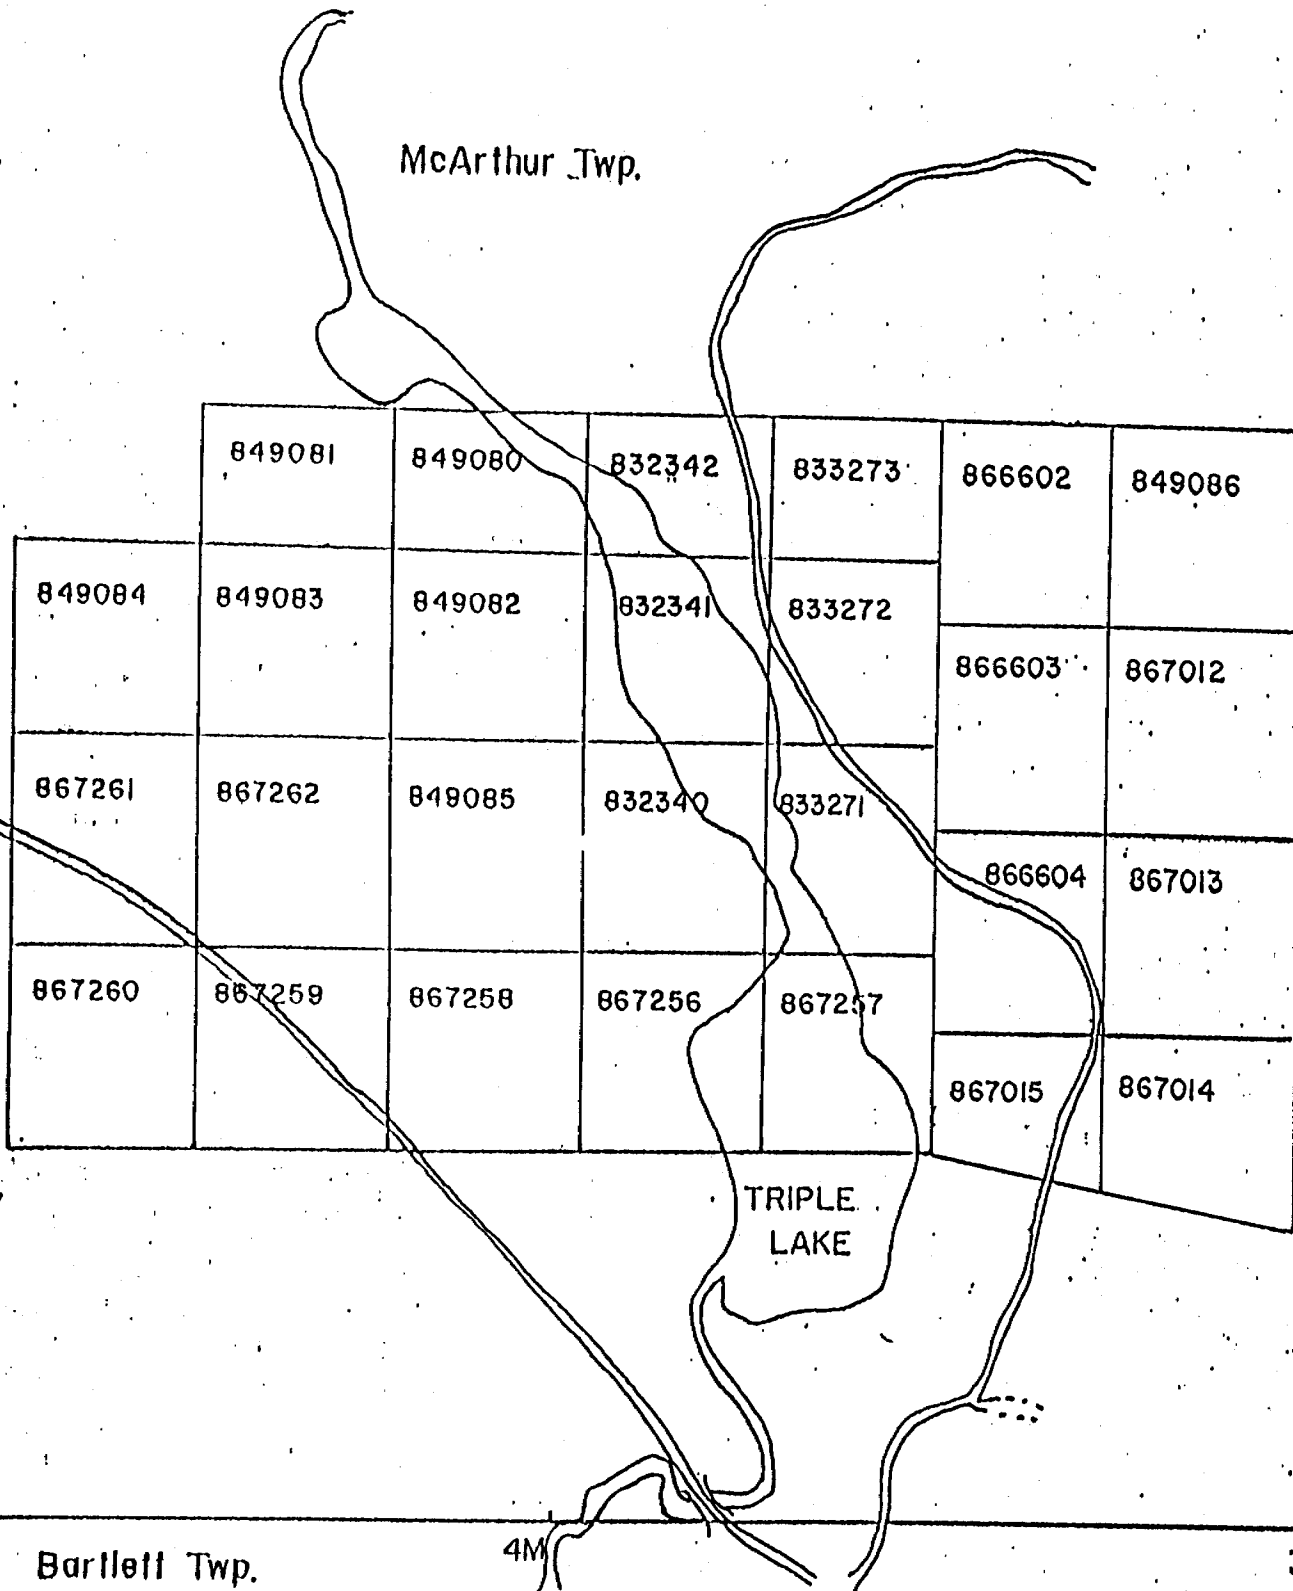 McArthur Twp.
849081 849080 832342 833273 866602 849086
849084 849083 849082 832341 833272
866603 867012
867261 867262 849085 832340 833271
866604 867013
867260 867259 867258 867256 867257
867015 867014
TRIPLE
LAKE
4M
Bartlett Twp.